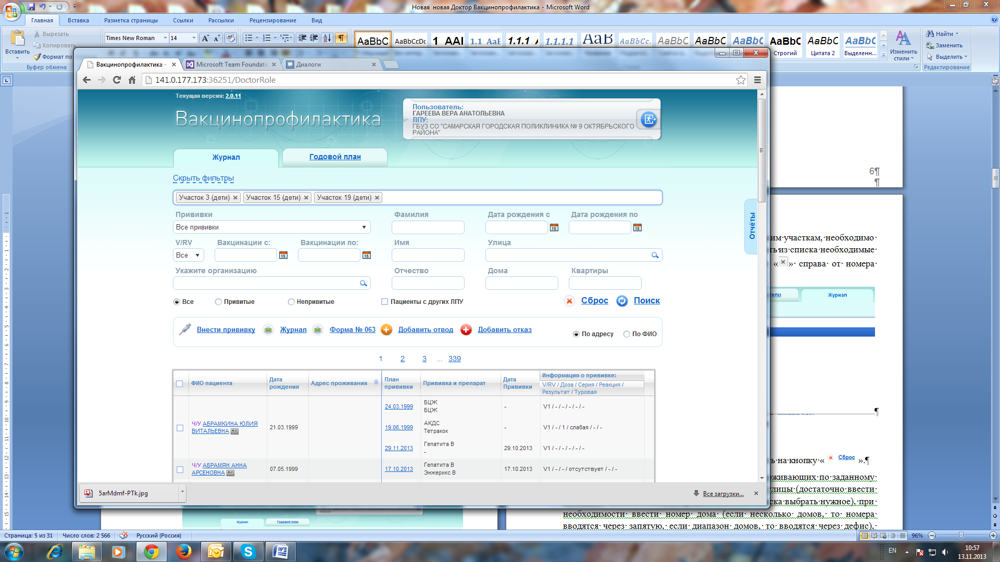 Новая  новая Доктор Вакцинопрофилактика - Microsoft Word
Главная
Вставка
Разметка страницы
Ссылки
Рассылки
Рецензирование
Вид
Вырезать
Копировать
Формат по
Вставить
Буфер обмена
Times New Roman
14
AaBbC
AaBbCcDc
1 AAI
1.1 AaB
1.1.1 A
1.1.1.1
AaB
AaBbCc.
AaBbC
AaBbC
AaBbC
AaBbC
AaBbC
AaBbC
Строгий
Цитата 2
Выделенн...
Изменить стили
Найти
Заменить
Выделить
Редактирование
Вакцинопрофилактика -
Microsoft Team Foundati
Диалоги
141.0.177.173:36251/DoctorRole
Текущая версия: 2.0.11
Вакцинопрофилактика
Пользователь:
ГАРЕЕВА ВЕРА АНАТОЛЬЕВНА
ЛПУ:
ГБУЗ СО "САМАРСКАЯ ГОРОДСКАЯ ПОЛИКЛИНИКА № 9 ОКТЯБРЬСКОГО
РАЙОНА"
Журнал
Годовой план
Скрыть фильтры
Участок 3 (дети)
Участок 15 (дети)
Участок 19 (дети)
Отчёты
Прививки
Фамилия
Дата рождения с
Дата рождения по
Все прививки
V/RV
Вакцинации с:
Вакцинации по:
Имя
Улица
Все
Укажите организацию
Отчество
Дома
Квартиры
Все
Привитые
Непривитые
Пациенты с других ЛПУ
Сброс
Поиск
Внести прививку
Журнал
Форма № 063
Добавить отвод
Добавить отказ
По адресу
По ФИО
1 2 3 ... 339
ФИО пациента
Дата рождения
Адрес проживания
План прививки
Прививка и препарат
Дата Прививки
Информация о прививке:
V/RV / Доза / Серия / Реакция /
Результат / Туровая
Ч/У АБРАМКИНА ЮЛИЯ
ВИТАЛЬЕВНА
21.03.1999
24.03.1999
БЦЖ
БЦЖ
-
V1 / - / - / - / - / -
19.06.1999
АКДС
Тетракок
-
V1 / - / 1 / слабая / - / -
29.11.2013
Гепатита В
-
29.10.2013
V1 / - / - / - / - / -
Ч/У АБРАМЯН АННА
АРСЕНОВНА
07.05.1999
17.10.2013
Гепатита В
Энжерикс В
17.10.2013
V1 / - / - / отсутствует / - / -
5arMdmf-PTk.jpg
Все загрузки...
6¶
¶
им·участкам,·необходимо·
ть·из·списка·необходимые·
«» · справа· от· номера·
Журнал
¶
ь·на·кнопку·« Сброс ».¶
живающих·по·заданному·
лицы·(достаточно·ввести·
ска·выбрать·нужное),·при·
необходимости· ввести· номер· дома· (если· несколько· домов,· то· номера·
вводятся·через·запятую,·если·диапазон·домов,·то·вводятся·через·дефис),·
Журнал
Годовой план
Страница: 5 из 31
Число слов: 2 566
Русский (Россия)
96%
EN
10:57
13.11.2013